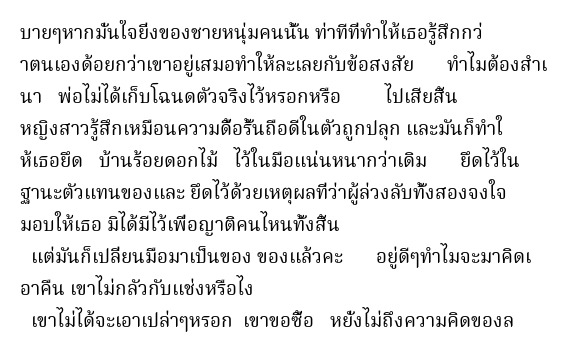 บายๆหากมั่นใจยิ่งของชายหนุ่มคนนั้น ท่าทีที่ทำให้เธอรู้สึกกว่
าตนเองด้อยกว่าเขาอยู่เสมอทำให้ละเลยกับข้อสงสัย ทำไมต้องสำเ
นา พ่อไม่ได้เก็บโฉนดตัวจริงไว้หรอกหรือ ไปเสียสิ้น
หญิงสาวรู้สึกเหมือนความดื้อรั้นถือดีในตัวถูกปลุก และมันก็ทำใ
ห้เธอยึด บ้านร้อยดอกไม้ ไว้ในมือแน่นหนากว่าเดิม ยึดไว้ใน
ฐานะตัวแทนของและ ยึดไว้ด้วยเหตุผลที่ว่าผู้ล่วงลับทั้งสองจงใจ
มอบให้เธอ มิได้มีไว้เพื่อญาติคนไหนทั้งสิ้น
แต่มันก็เปลี่ยนมือมาเป็นของ ของแล้วคะ อยู่ดีๆทำไมจะมาคิดเ
อาคืน เขาไม่กลัวกับแช่งหรือไง
เขาไม่ได้จะเอาเปล่าๆหรอก เขาขอซื้อ หยั่งไม่ถึงความคิดของล